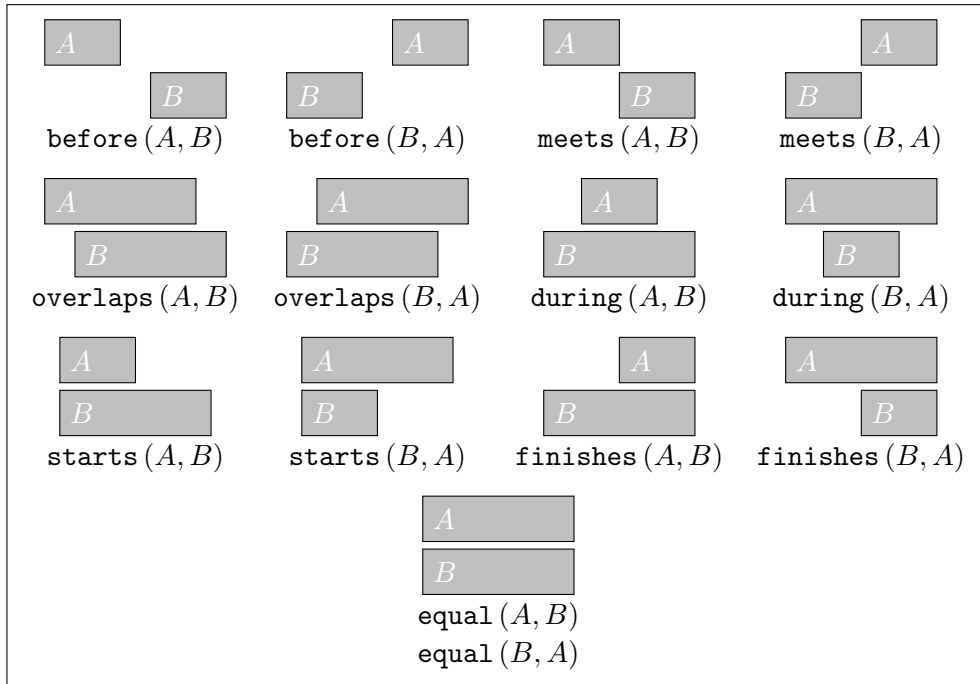 A A A A
B B B B
before (A, B) before (B, A) meets (A, B) meets (B, A)
A A A A
B B B B
overlaps (A, B) overlaps (B, A) during (A, B) during (B, A)
A A A A
B B B B
starts (A, B) starts (B, A) finishes (A, B) finishes (B, A)
A
B
equal (A, B)
equal (B, A)